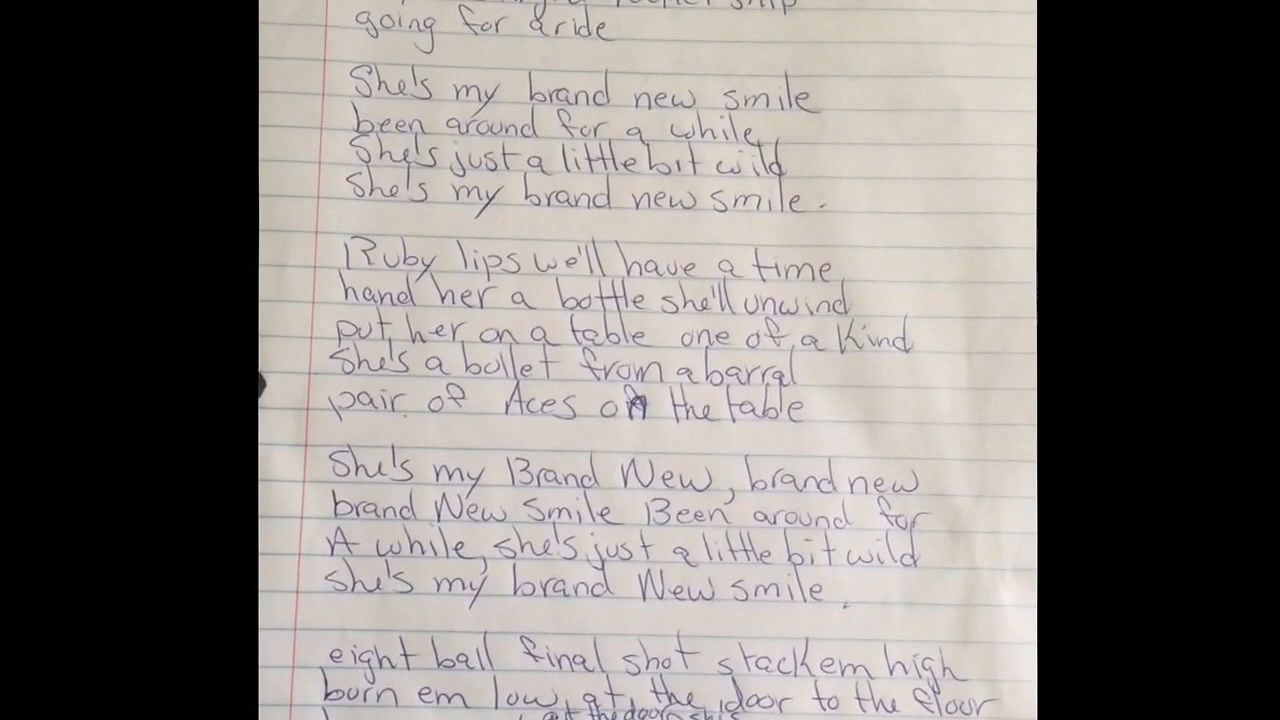 ship
going for a ride
She's my brand new smile
been around for a while
She's just a little bit wild
She's my brand new smile.
Ruby lips we'll have a time
hand her a bottle she'll unwind
put her on a table one of a kind
She's a bullet from a barral
pair of Aces on the table
She's my Brand New, brand new
brand New Smile Been around for
A while, she's just a little bit wild
she's my brand New smile.
eight ball final shot stack em high
burn em low, at the door to the floor